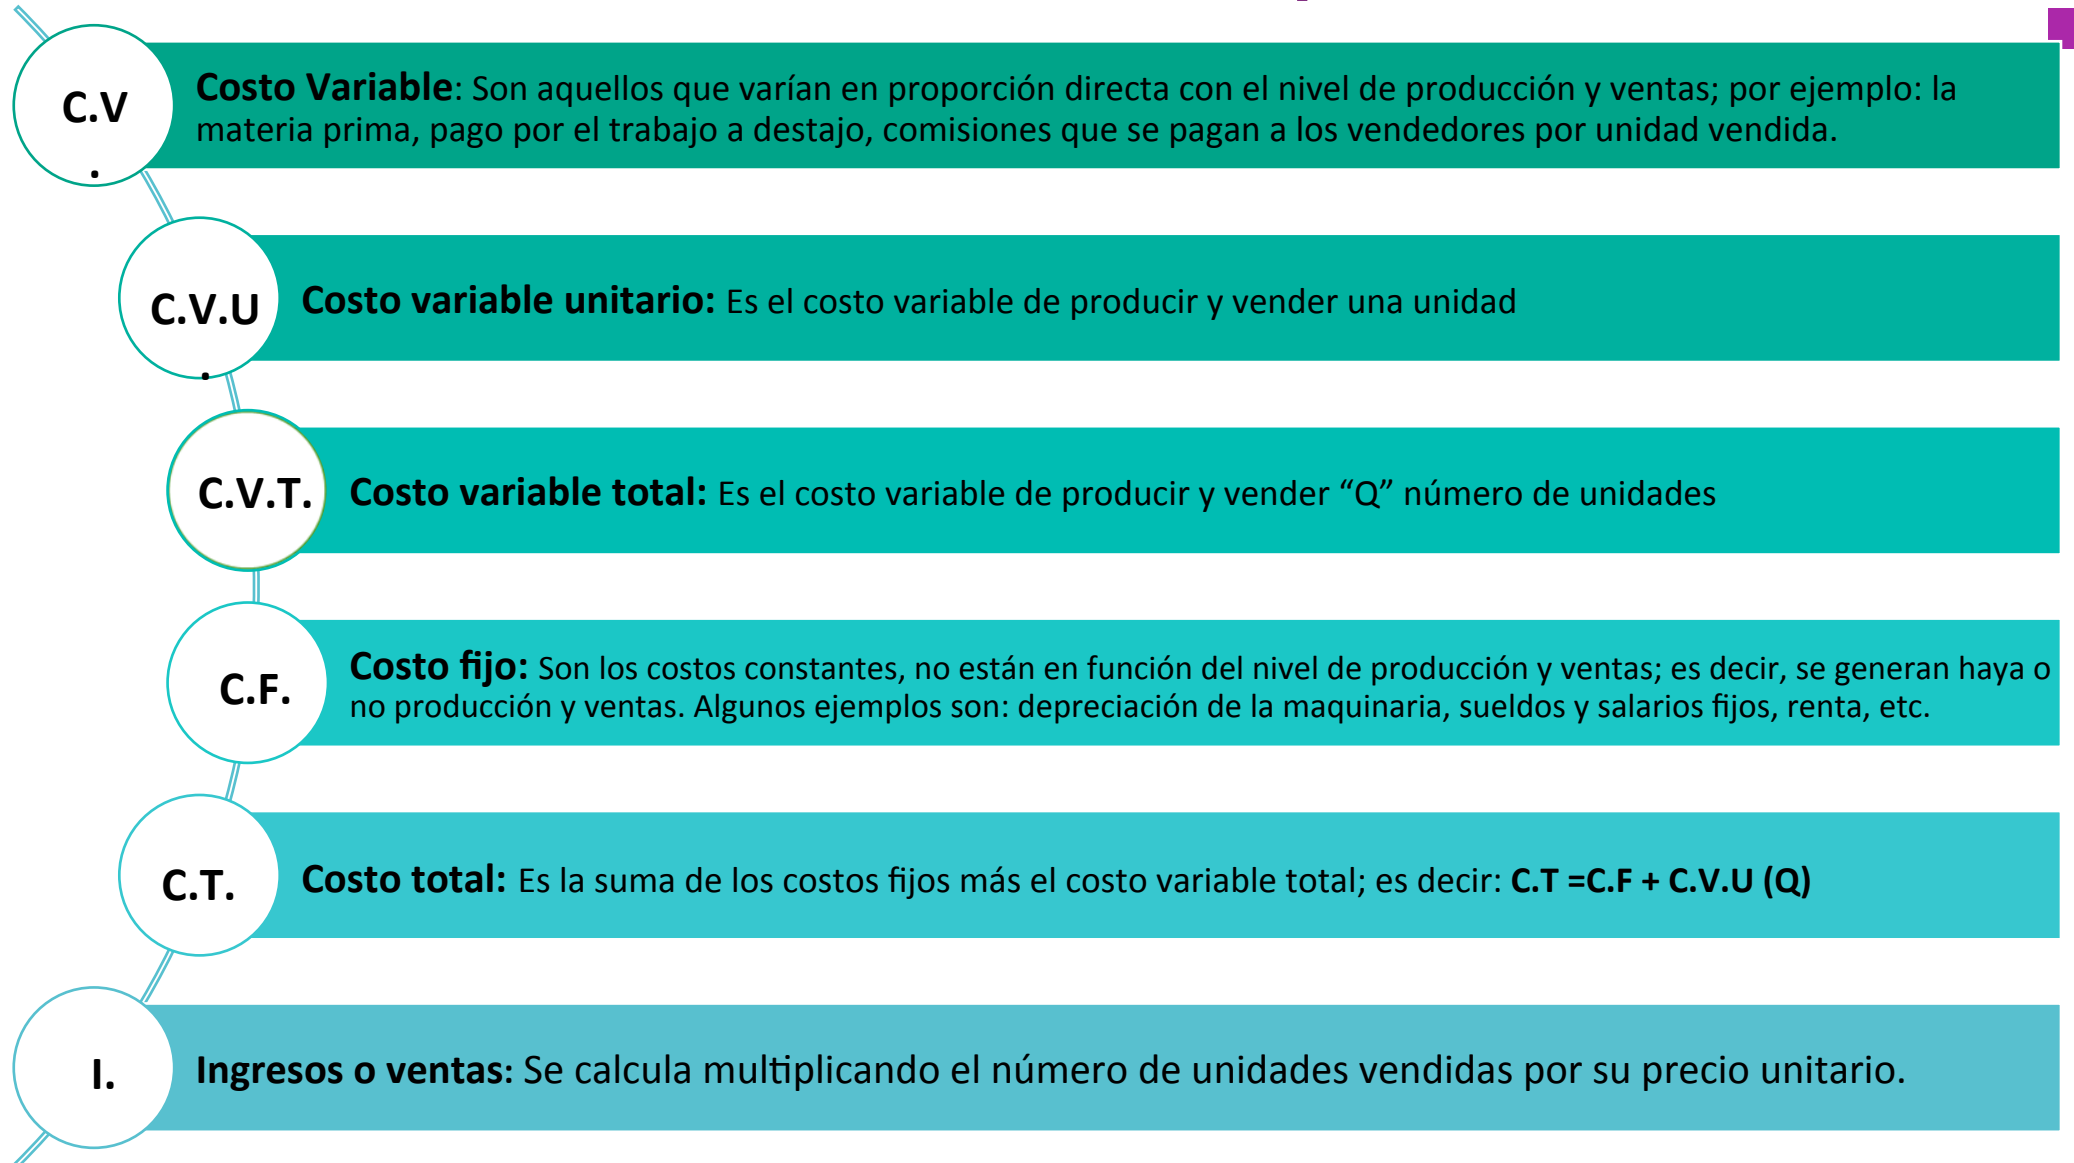 C.V
.
Costo Variable: Son aquellos que varían en proporción directa con el nivel de producción y ventas; por ejemplo: la
materia prima, pago por el trabajo a destajo, comisiones que se pagan a los vendedores por unidad vendida.
C.V.U
.
Costo variable unitario: Es el costo variable de producir y vender una unidad
C.V.T.
Costo variable total: Es el costo variable de producir y vender “Q” número de unidades
C.F.
Costo fijo: Son los costos constantes, no están en función del nivel de producción y ventas; es decir, se generan haya o
no producción y ventas. Algunos ejemplos son: depreciación de la maquinaria, sueldos y salarios fijos, renta, etc.
C.T.
Costo total: Es la suma de los costos fijos más el costo variable total; es decir: C.T =C.F + C.V.U (Q)
I.
Ingresos o ventas: Se calcula multiplicando el número de unidades vendidas por su precio unitario.